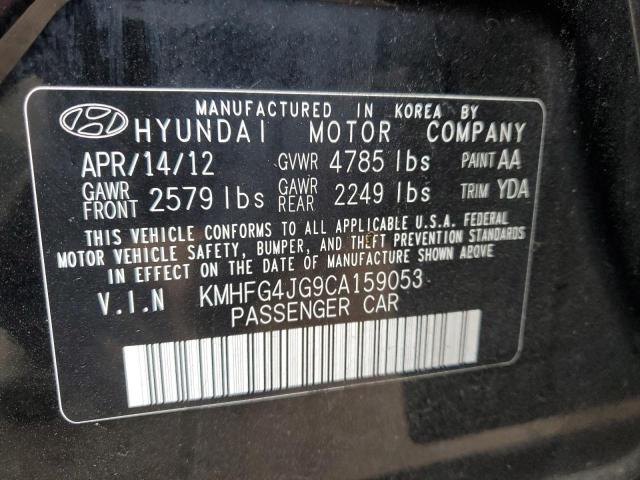 MANUFACTURED IN KOREA BY
HYUNDAI MOTOR COMPANY
APR/14/12 GVWR 4785 lbs PAINT AA
GAWR FRONT 2579 lbs GAWR REAR 2249 lbs TRIM YDA
THIS VEHICLE CONFORMS TO ALL APPLICABLE U.S.A. FEDERAL
MOTOR VEHICLE SAFETY, BUMPER, AND THEFT PREVENTION STANDARDS
IN EFFECT ON THE DATE OF MANUFACTURE SHOWN ABOVE
V.I.N KMHFG4JG9CA159053
PASSENGER CAR